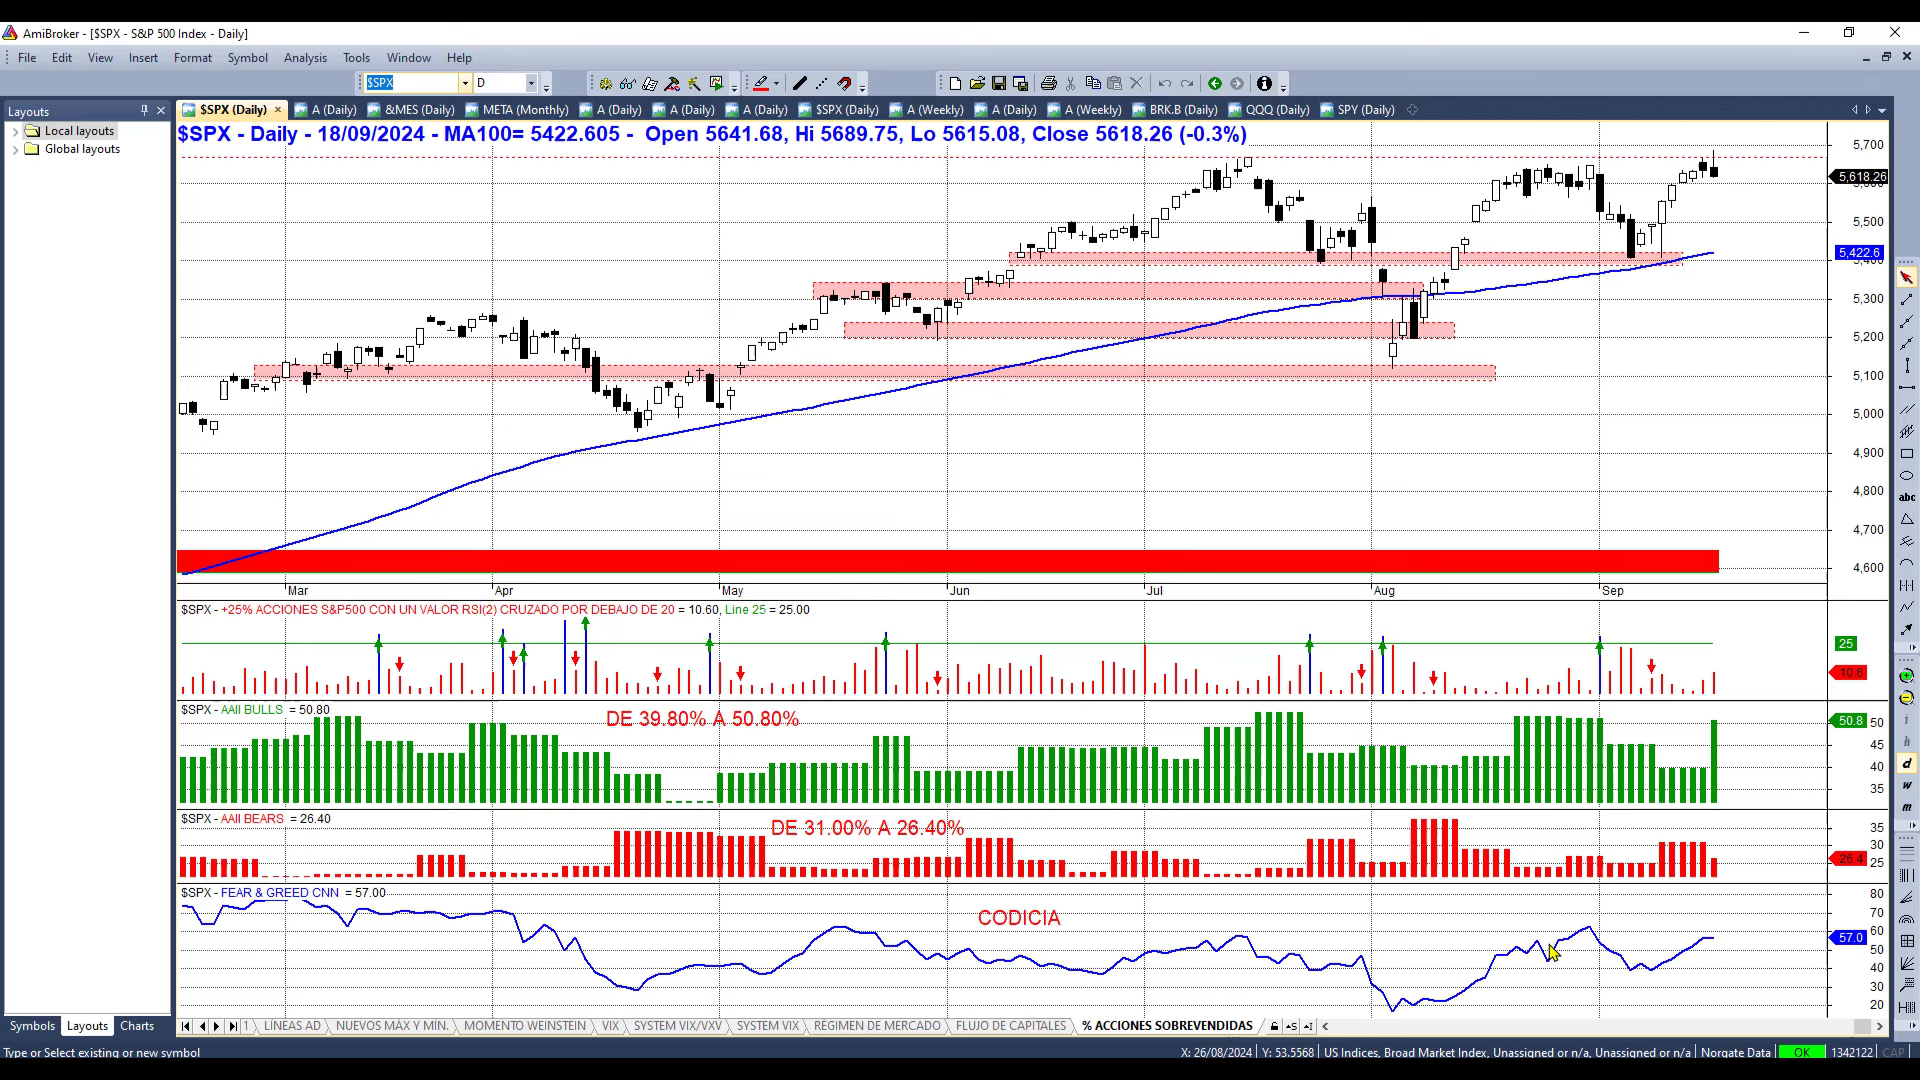 AmiBroker - [$SPX - S&P 500 Index - Daily]
File Edit View Insert Format Symbol Analysis Tools Window Help
$SPX D
Layouts
Local layouts
Global layouts
$SPX (Daily) A (Daily) &MES (Daily) META (Monthly) A (Daily) A (Daily) A (Daily) $SPX (Daily) A (Weekly) A (Daily) A (Weekly) BRK.B (Daily) QQQ (Daily) SPY (Daily)
$SPX - Daily - 18/09/2024 - MA100= 5422.605 - Open 5641.68, Hi 5689.75, Lo 5615.08, Close 5618.26 (-0.3%)
5,700
5,618.26
5,500
5,422.6
5,300
5,200
5,100
5,000
4,900
4,800
4,700
4,600
Mar Apr May Jun Jul Aug Sep
$SPX - +25% ACCIONES S&P500 CON UN VALOR RSI(2) CRUZADO POR DEBAJO DE 20 = 10.60, Line 25 = 25.00
25
10.6
$SPX - AAII BULLS = 50.80
DE 39.80% A 50.80%
50.8 50
45
40
35
$SPX - AAII BEARS = 26.40
DE 31.00% A 26.40%
35
30
26.4 25
$SPX - FEAR & GREED CNN = 57.00
CODICIA
80
70
60
57.0
50
40
30
20
abc
d
w
m
Symbols Layouts Charts
1 LÍNEAS AD NUEVOS MAX Y MIN. MOMENTO WEINSTEIN VIX SYSTEM VIX/VXV SYSTEM VIX RÉGIMEN DE MERCADO FLUJO DE CAPITALES % ACCIONES SOBREVENDIDAS
Type or Select existing or new symbol
X: 26/08/2024 Y: 53.5568 US Indices, Broad Market Index, Unassigned or n/a, Unassigned or n/a Norgate Data OK 1342122 CAP